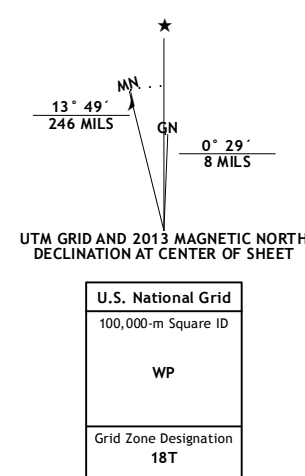 MN
13° 49´
246 MILS
GN
0° 29´
8 MILS
UTM GRID AND 2013 MAGNETIC NORTH
DECLINATION AT CENTER OF SHEET
U.S. National Grid
100,000-m Square ID
WP
Grid Zone Designation
18T